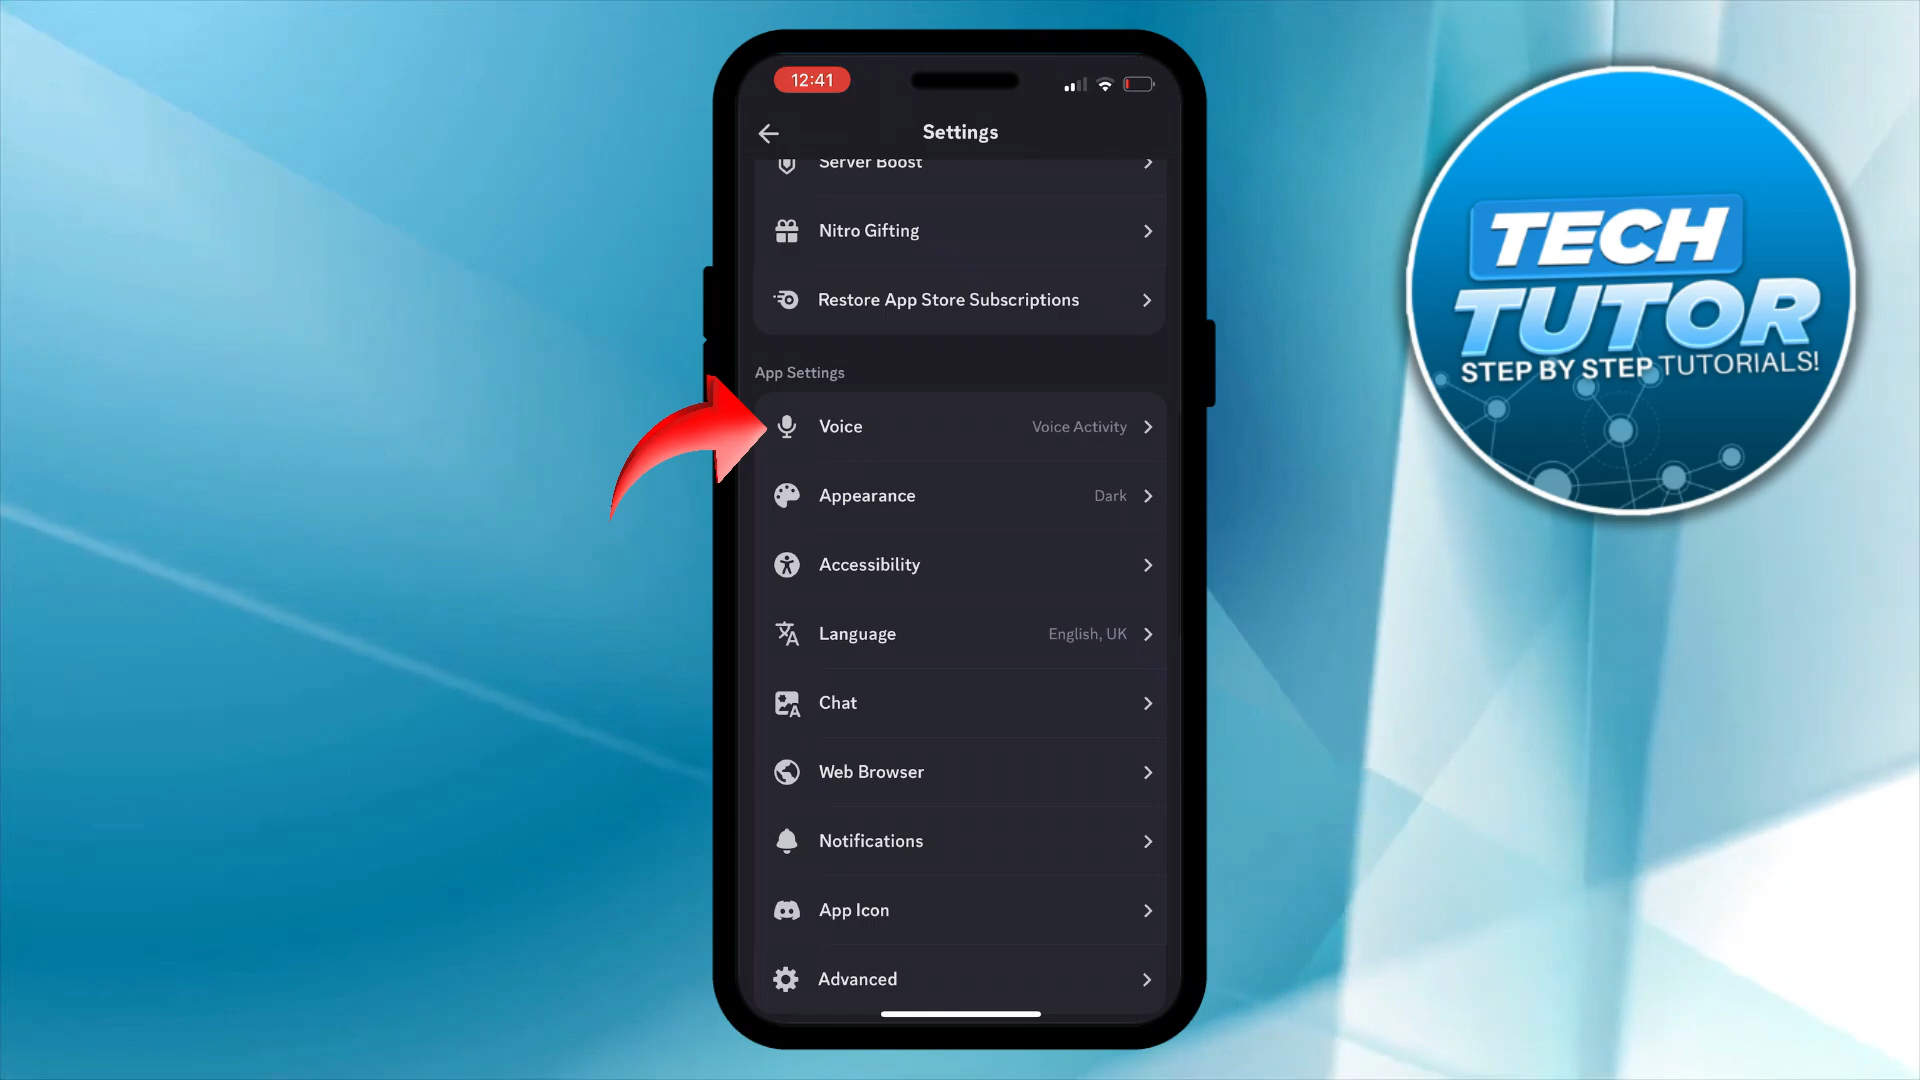 12:41
Settings
Server Boost
Nitro Gifting
Restore App Store Subscriptions
App Settings
Voice Voice Activity
Appearance Dark
Accessibility
Language English, UK
Chat
Web Browser
Notifications
App Icon
Advanced
TECH
TUTOR
STEP BY STEP TUTORIALS!